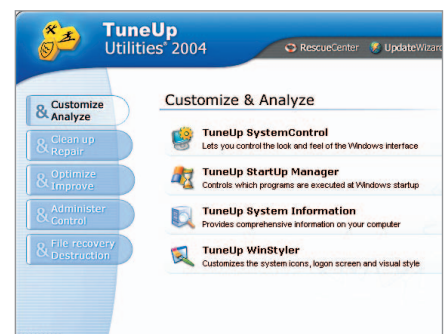 TuneUp
Utilities® 2004
RescueCenter
UpdateWizard
& Customize
Analyze
& Clean up
Repair
& Optimize
Improve
& Administer
Control
& File recovery
Destruction
Customize & Analyze
TuneUp SystemControl
Lets you control the look and feel of the Windows interface
TuneUp StartUp Manager
Controls which programs are executed at Windows startup
TuneUp System Information
Provides comprehensive information on your computer
TuneUp WinStyler
Customizes the system icons, logon screen and visual style